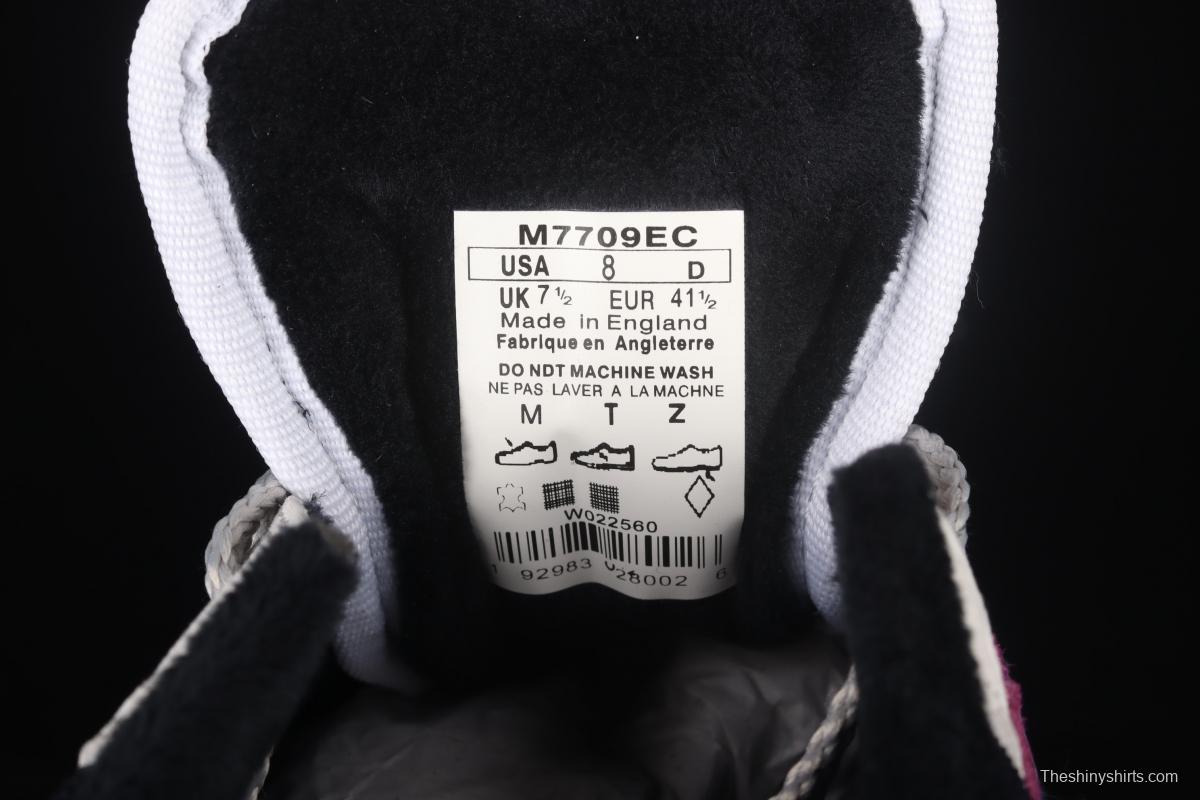 M7709EC
USA 8 D
UK 7 1/2 EUR 41 1/2
Made in England
Fabrique en Angleterre
DO NDT MACHINE WASH
NE PAS LAVER A LA MACHNE
M T Z
W022560
92983 28002 6
Theshinyshirts.com